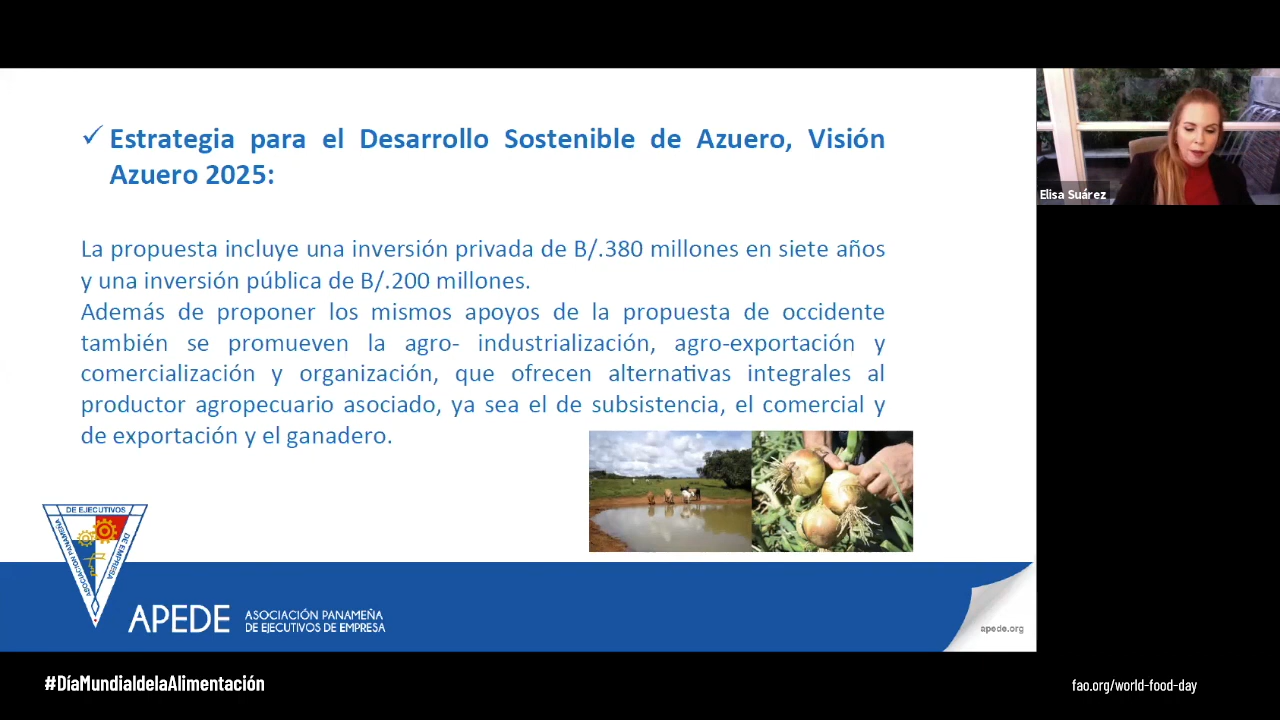 ✓ Estrategia para el Desarrollo Sostenible de Azuero, Visión
Azuero 2025:
La propuesta incluye una inversión privada de B/.380 millones en siete años
y una inversión pública de B/.200 millones.
Además de proponer los mismos apoyos de la propuesta de occidente
también se promueven la agro- industrialización, agro-exportación y
comercialización y organización, que ofrecen alternativas integrales al
productor agropecuario asociado, ya sea el de subsistencia, el comercial y
de exportación y el ganadero.
Elisa Suárez
DE EJECUTIVOS
ASOCIACIÓN PANAMEÑA
DE EMPRESA
APEDE
ASOCIACIÓN PANAMEÑA
DE EJECUTIVOS DE EMPRESA
apede.org
#DíaMundialdelaAlimentación
fao.org/world-food-day